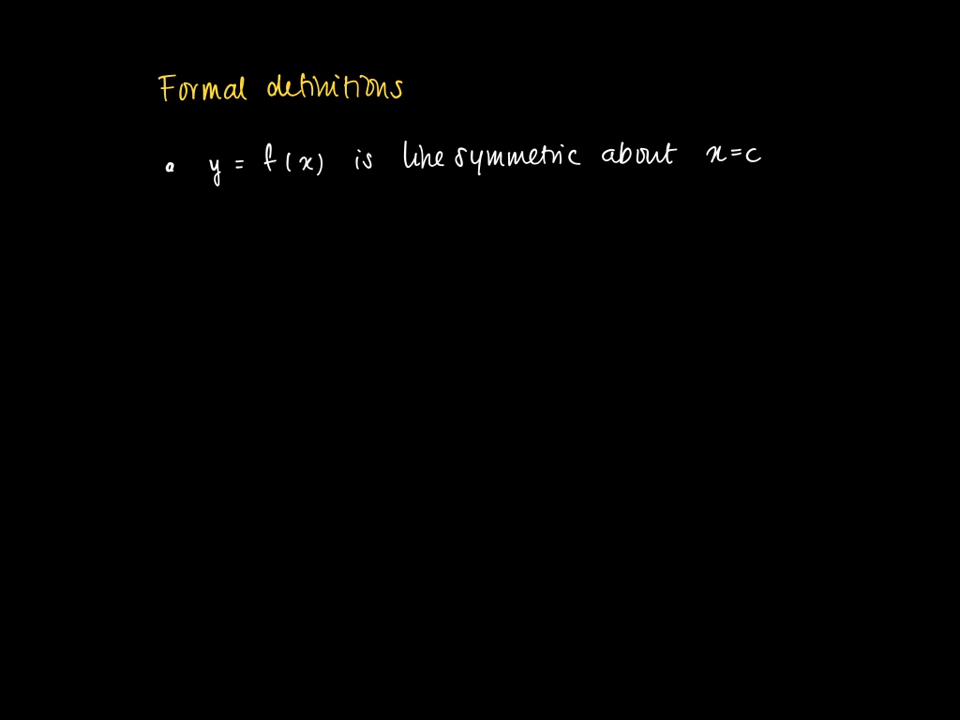 Formal definitions
• y = f(x) is line symmetric about x=c